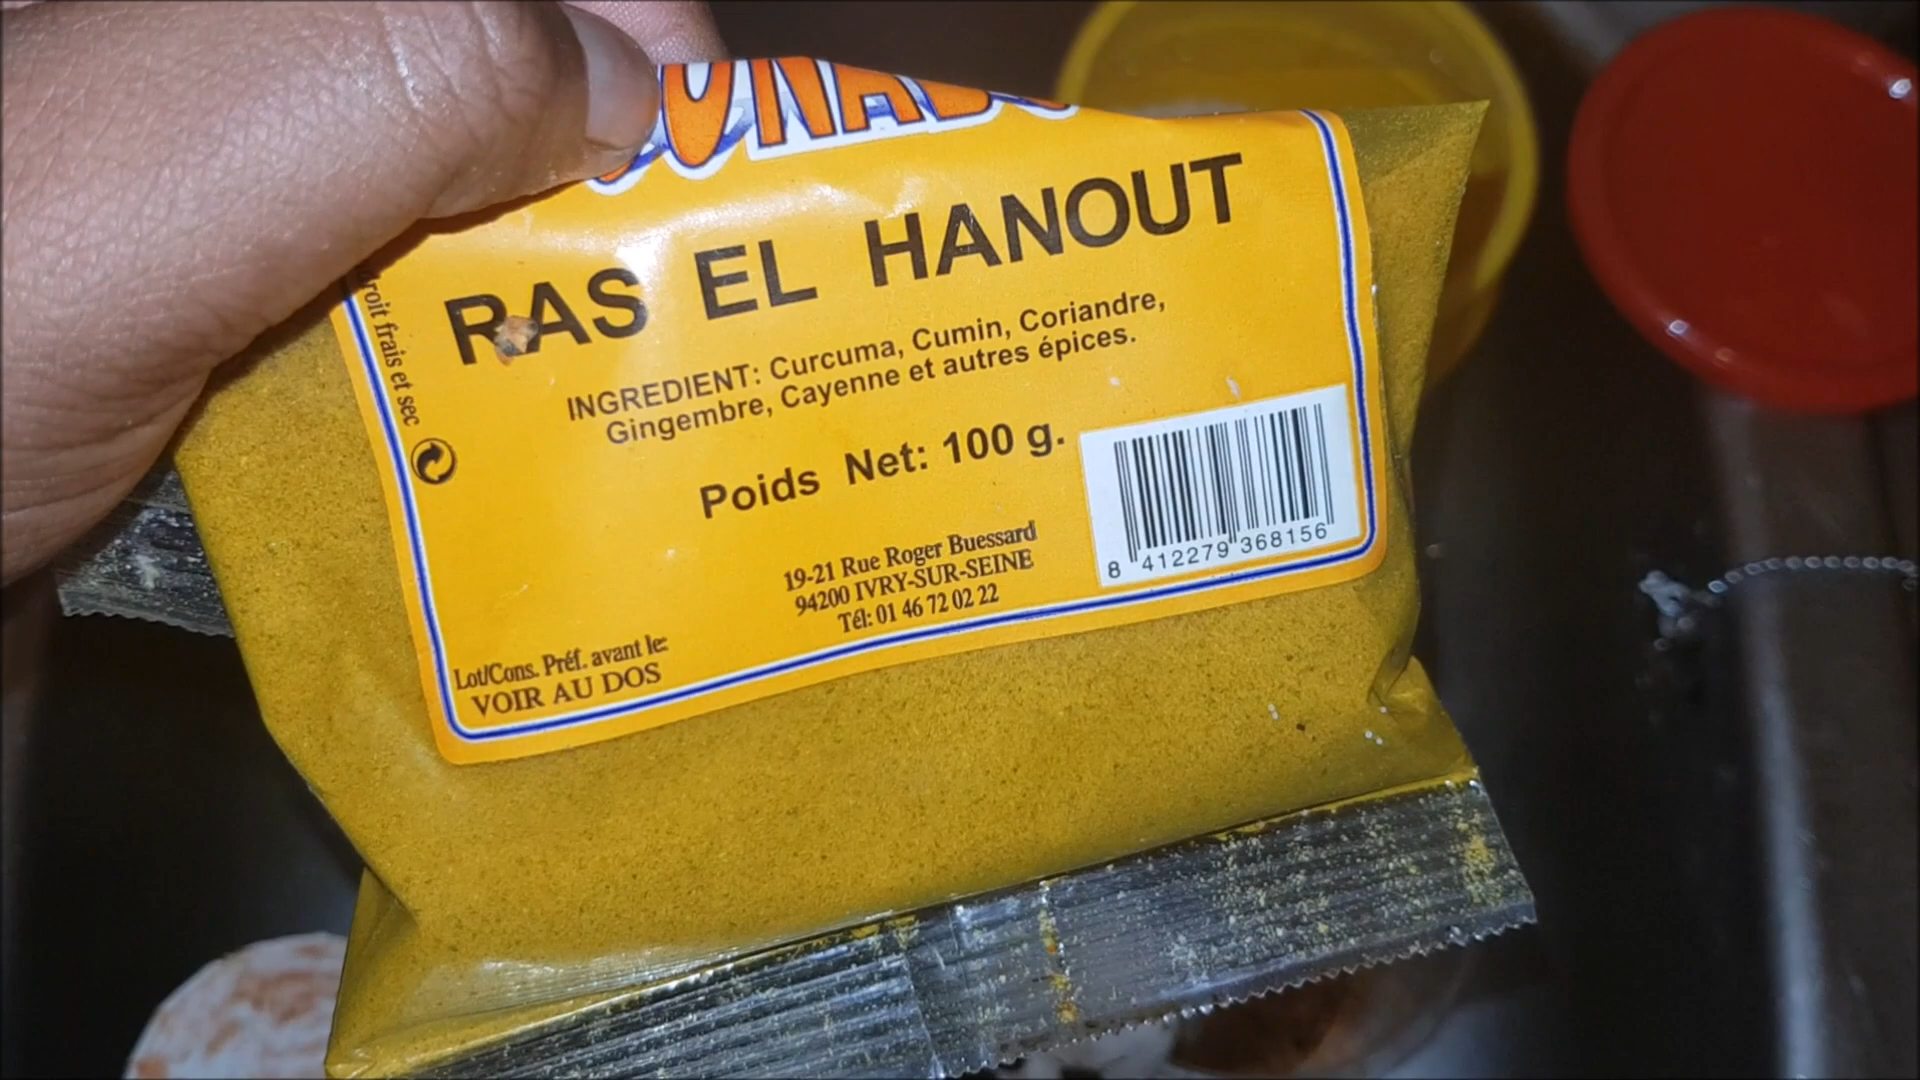 RAS EL HANOUT
INGREDIENT: Curcuma, Cumin, Coriandre,
Gingembre, Cayenne et autres épices.
Poids Net: 100 g.
8 412279 368156
19-21 Rue Roger Buessard
94200 IVRY-SUR-SEINE
Tél: 01 46 72 02 22
Lot/Cons. Préf. avant le:
VOIR AU DOS
frais et sec